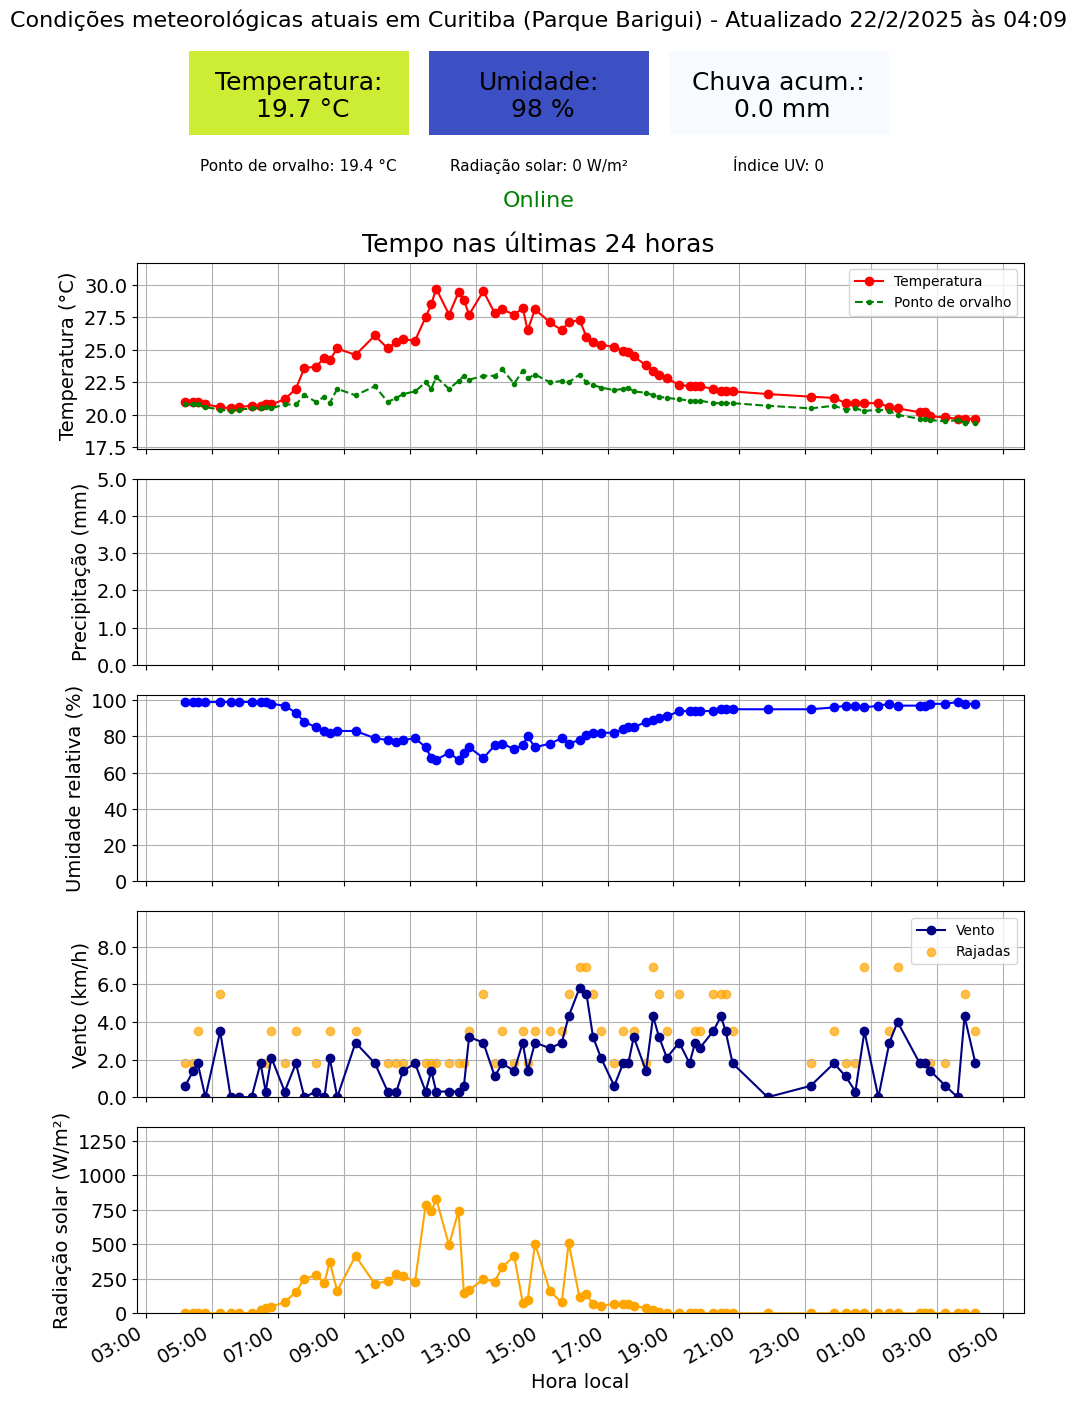 Condições meteorológicas atuais em Curitiba (Parque Barigui) - Atualizado 22/2/2025 às 04:09
Temperatura:
19.7 °C
Umidade:
98 %
Chuva acum.:
0.0 mm
Ponto de orvalho: 19.4 °C
Radiação solar: 0 W/m²
Índice UV: 0
Online
Tempo nas últimas 24 horas
Temperatura (°C)
30.0
27.5
25.0
22.5
20.0
17.5
Temperatura
Ponto de orvalho
Precipitação (mm)
5.0
4.0
3.0
2.0
1.0
0.0
Umidade relativa (%)
100
80
60
40
20
0
Vento (km/h)
8.0
6.0
4.0
2.0
0.0
Vento
Rajadas
Radiação solar (W/m²)
1250
1000
750
500
250
0
03:00
05:00
07:00
09:00
11:00
13:00
15:00
17:00
19:00
21:00
23:00
01:00
03:00
05:00
Hora local